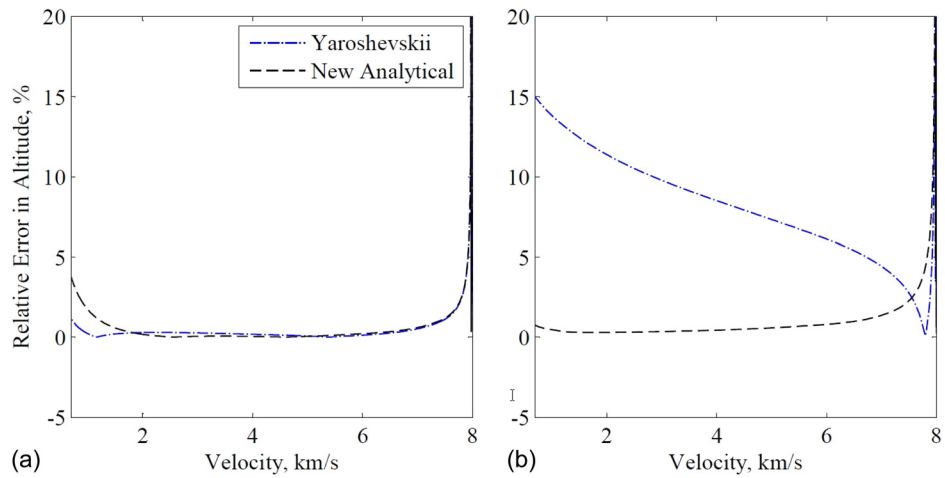 20
15
10
5
0
-5
Relative Error in Altitude, %
Yaroshevskii
New Analytical
2
4
6
8
Velocity, km/s
(a)
20
15
10
5
0
-5
2
4
6
8
Velocity, km/s
(b)